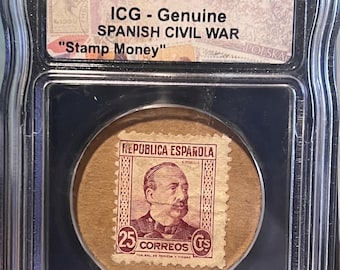 ICG - Genuine
SPANISH CIVIL WAR
"Stamp Money"
REPUBLICA ESPAÑOLA
25 CORREOS CTS